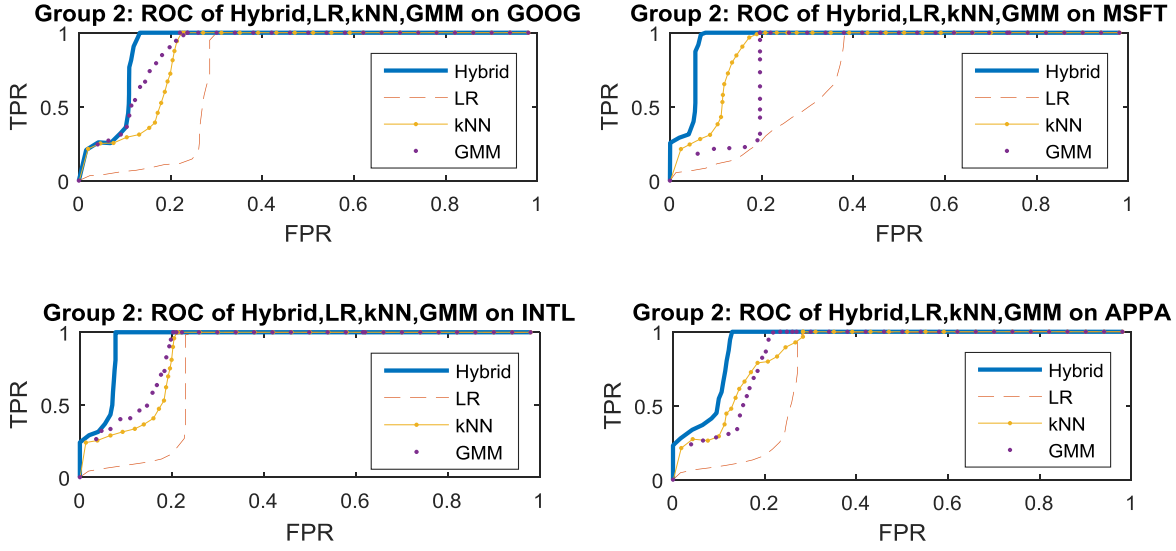 Group 2: ROC of Hybrid,LR,kNN,GMM on GOOG
1
0.5
0
TPR
0 0.2 0.4 0.6 0.8 1
FPR
Hybrid
LR
kNN
GMM
Group 2: ROC of Hybrid,LR,kNN,GMM on MSFT
1
0.5
0
TPR
0 0.2 0.4 0.6 0.8 1
FPR
Hybrid
LR
kNN
GMM
Group 2: ROC of Hybrid,LR,kNN,GMM on INTL
1
0.5
0
TPR
0 0.2 0.4 0.6 0.8 1
FPR
Hybrid
LR
kNN
GMM
Group 2: ROC of Hybrid,LR,kNN,GMM on APPA
1
0.5
0
TPR
0 0.2 0.4 0.6 0.8 1
FPR
Hybrid
LR
kNN
GMM